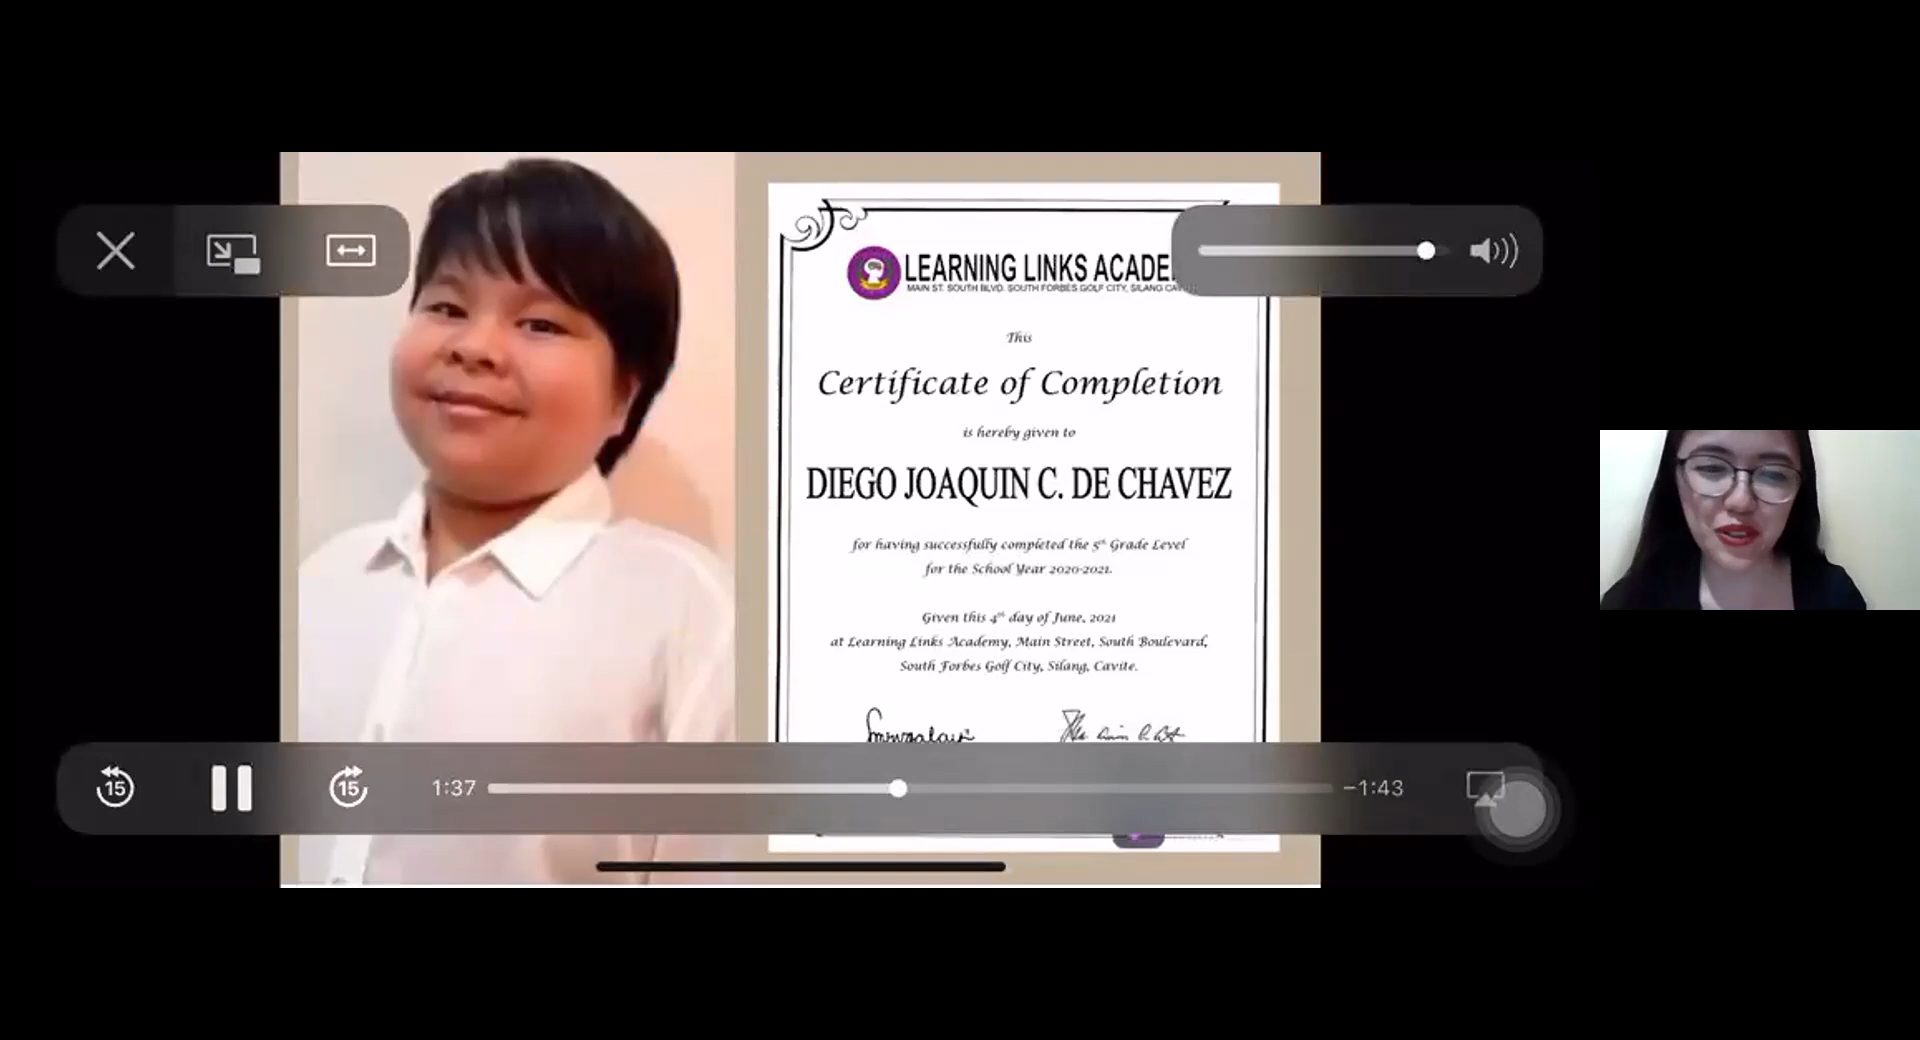 LEARNING LINKS ACADE
MAIN ST. SOUTH BLVD. SOUTH FORBES GOLF CITY, SILANG
This
Certificate of Completion
is hereby given to
DIEGO JOAQUIN C. DE CHAVEZ
for having successfully completed the 5th Grade Level
for the School Year 2020-2021.
Given this 4th day of June, 2021
at Learning Links Academy, Main Street, South Boulevard,
South Forbes Golf City, Silang, Cavite.
15
15
1:37
-1:43